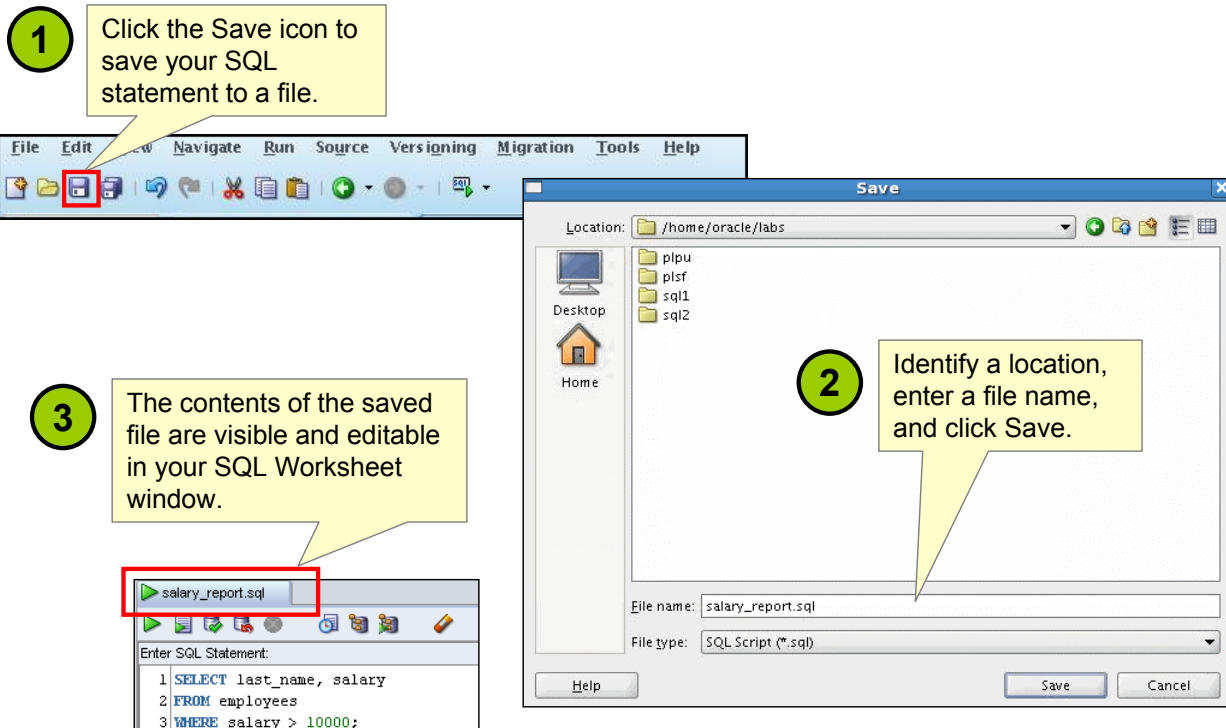 1
Click the Save icon to
save your SQL
statement to a file.
File Edit ew Navigate Run Source Versioning Migration Tools Help
SQL
Save
Location: /home/oracle/labs
plpu
plsf
sql1
sql2
Desktop
Home
2
Identify a location,
enter a file name,
and click Save.
3
The contents of the saved
file are visible and editable
in your SQL Worksheet
window.
File name: salary_report.sql
File type: SQL Script (*.sql)
Help Save Cancel
salary_report.sql
Enter SQL Statement:
1 SELECT last_name, salary
2 FROM employees
3 WHERE salary > 10000;